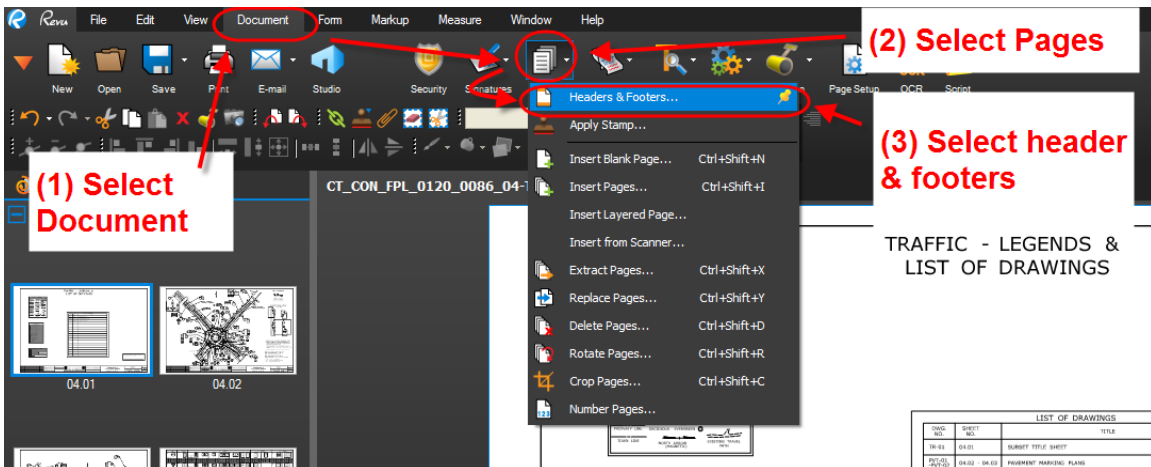 Revu File Edit View Document Form Markup Measure Window Help
(2) Select Pages
New Open Save Print E-mail Studio Security Signatures Page Setup OCR Script
Headers & Footers...
Apply Stamp...
Insert Blank Page... Ctrl+Shift+N
Insert Pages... Ctrl+Shift+I
Insert Layered Page...
Insert from Scanner...
Extract Pages... Ctrl+Shift+X
Replace Pages... Ctrl+Shift+Y
Delete Pages... Ctrl+Shift+D
Rotate Pages... Ctrl+Shift+R
Crop Pages... Ctrl+Shift+C
Number Pages...
(3) Select header
& footers
(1) Select
Document
CT_CON_FPL_0120_0086_04-T
TRAFFIC - LEGENDS &
LIST OF DRAWINGS
04.01 04.02
LIST OF DRAWINGS
DWG. NO. SHEET NO. TITLE
TR-01 04.01 SUBSET TITLE SHEET
04.02 - 04.03 PAVEMENT MARKING PLANS